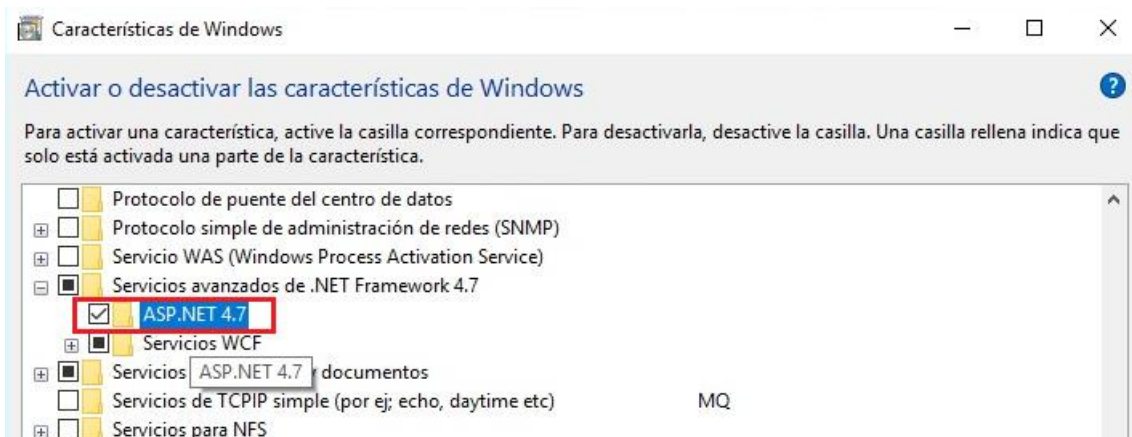 Características de Windows
Activar o desactivar las características de Windows
Para activar una característica, active la casilla correspondiente. Para desactivarla, desactive la casilla. Una casilla rellena indica que
solo está activada una parte de la característica.
Protocolo de puente del centro de datos
Protocolo simple de administración de redes (SNMP)
Servicio WAS (Windows Process Activation Service)
Servicios avanzados de .NET Framework 4.7
ASP.NET 4.7
Servicios WCF
Servicios ASP.NET 4.7 documentos
Servicios de TCPIP simple (por ej; echo, daytime etc) MQ
Servicios para NFS